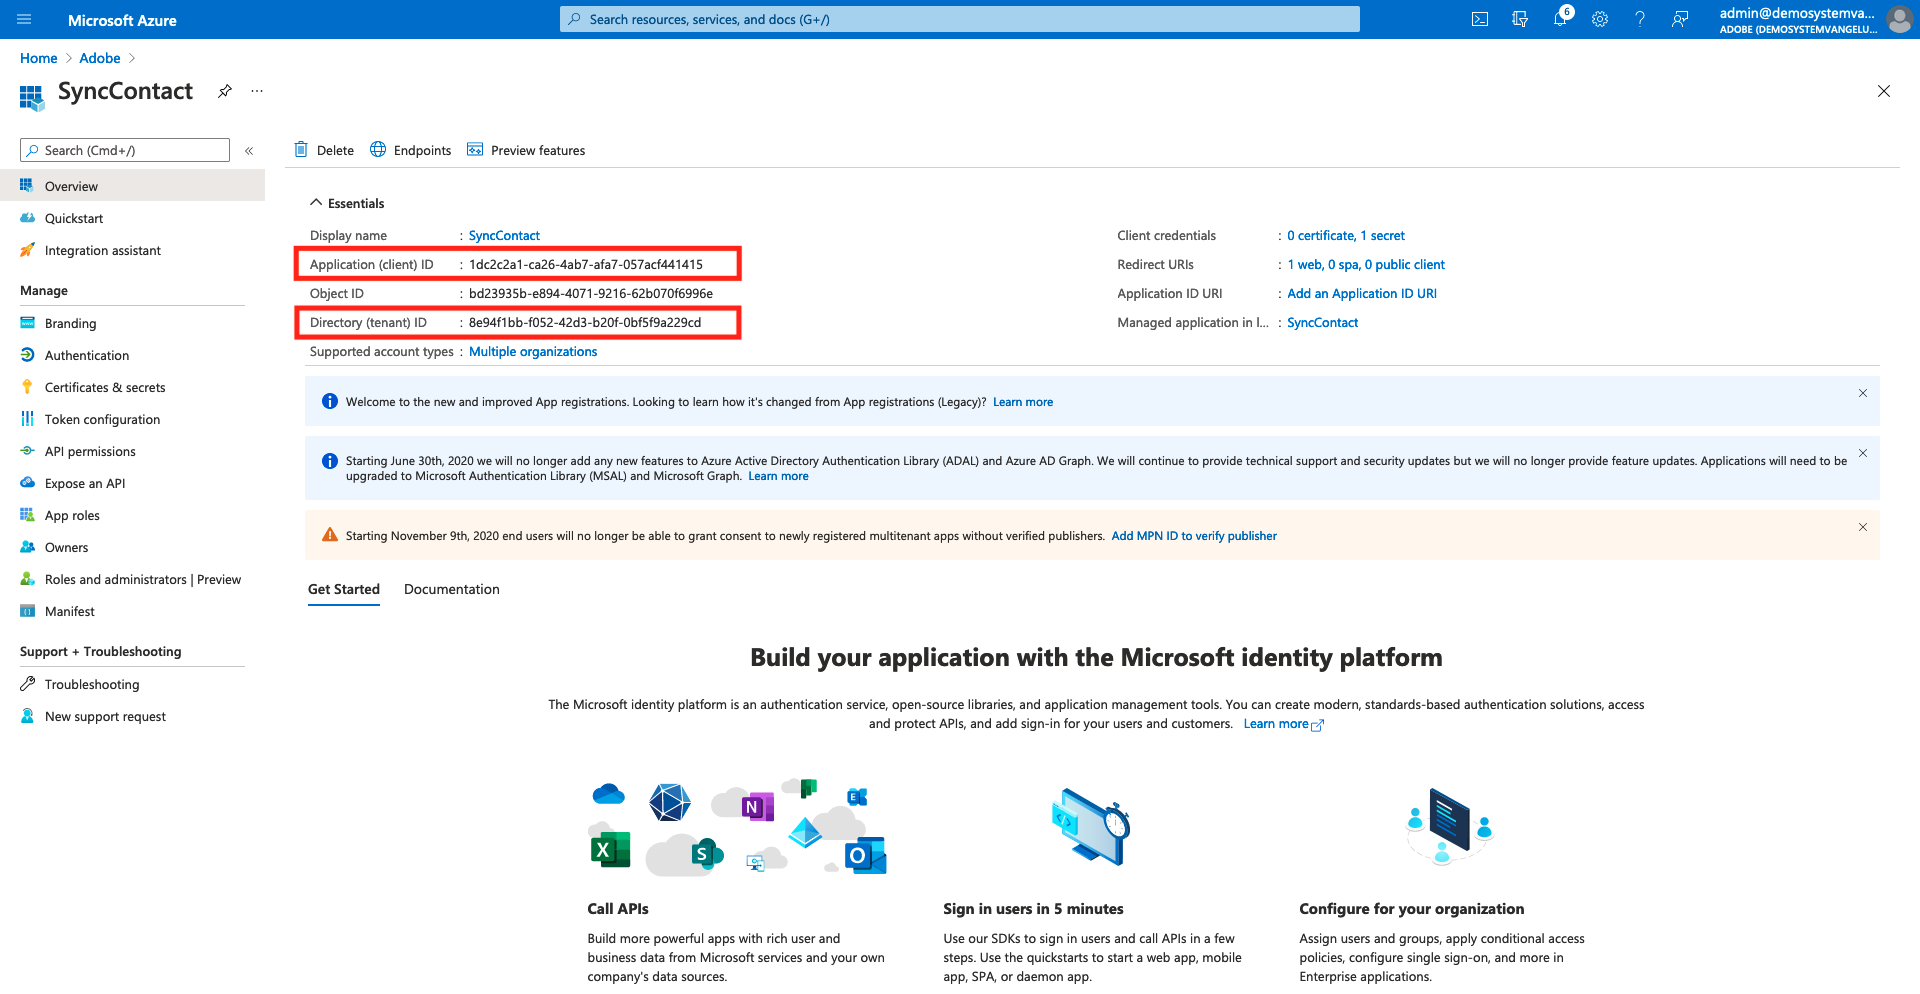 Microsoft Azure
Search resources, services, and docs (G+/)
6
admin@demosystemva...
ADOBE (DEMOSYSTEMVANGELU...
Home > Adobe >
SyncContact
...
Search (Cmd+/)
«
Overview
Quickstart
Integration assistant
Manage
Branding
Authentication
Certificates & secrets
Token configuration
API permissions
Expose an API
App roles
Owners
Roles and administrators | Preview
Manifest
Support + Troubleshooting
Troubleshooting
New support request
Delete
Endpoints
Preview features
Essentials
Display name : SyncContact
Application (client) ID : 1dc2c2a1-ca26-4ab7-afa7-057acf441415
Object ID : bd23935b-e894-4071-9216-62b070f6996e
Directory (tenant) ID : 8e94f1bb-f052-42d3-b20f-0bf5f9a229cd
Supported account types : Multiple organizations
Client credentials : 0 certificate, 1 secret
Redirect URIs : 1 web, 0 spa, 0 public client
Application ID URI : Add an Application ID URI
Managed application in l... : SyncContact
Welcome to the new and improved App registrations. Looking to learn how it's changed from App registrations (Legacy)? Learn more
Starting June 30th, 2020 we will no longer add any new features to Azure Active Directory Authentication Library (ADAL) and Azure AD Graph. We will continue to provide technical support and security updates but we will no longer provide feature updates. Applications will need to be
upgraded to Microsoft Authentication Library (MSAL) and Microsoft Graph. Learn more
Starting November 9th, 2020 end users will no longer be able to grant consent to newly registered multitenant apps without verified publishers. Add MPN ID to verify publisher
Get Started
Documentation
Build your application with the Microsoft identity platform
The Microsoft identity platform is an authentication service, open-source libraries, and application management tools. You can create modern, standards-based authentication solutions, access
and protect APIs, and add sign-in for your users and customers. Learn more
N
E
X
S
O
Call APIs
Build more powerful apps with rich user and
business data from Microsoft services and your own
company's data sources.
Sign in users in 5 minutes
Use our SDKs to sign in users and call APIs in a few
steps. Use the quickstarts to start a web app, mobile
app, SPA, or daemon app.
Configure for your organization
Assign users and groups, apply conditional access
policies, configure single sign-on, and more in
Enterprise applications.